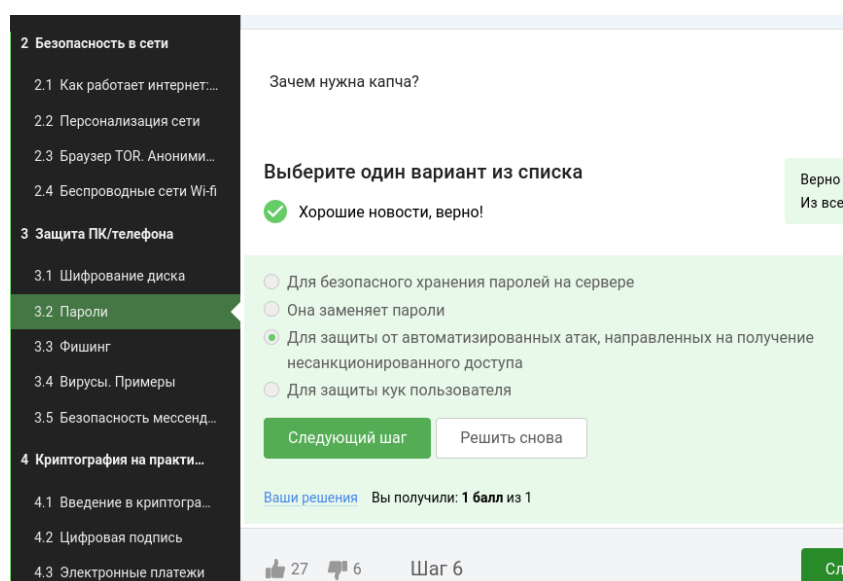 2 Безопасность в сети
2.1 Как работает интернет:...
2.2 Персонализация сети
2.3 Браузер TOR. Аноними...
2.4 Беспроводные сети Wi-fi
3 Защита ПК/телефона
3.1 Шифрование диска
3.2 Пароли
3.3 Фишинг
3.4 Вирусы. Примеры
3.5 Безопасность мессенд...
4 Криптография на практи...
4.1 Введение в криптогра...
4.2 Цифровая подпись
4.3 Электронные платежи
Зачем нужна капча?
Выберите один вариант из списка
Хорошие новости, верно!
Верно
Из все
Для безопасного хранения паролей на сервере
Она заменяет пароли
Для защиты от автоматизированных атак, направленных на получение
несанкционированного доступа
Для защиты кук пользователя
Следующий шаг
Решить снова
Ваши решения Вы получили: 1 балл из 1
27 6 Шаг 6
Сл